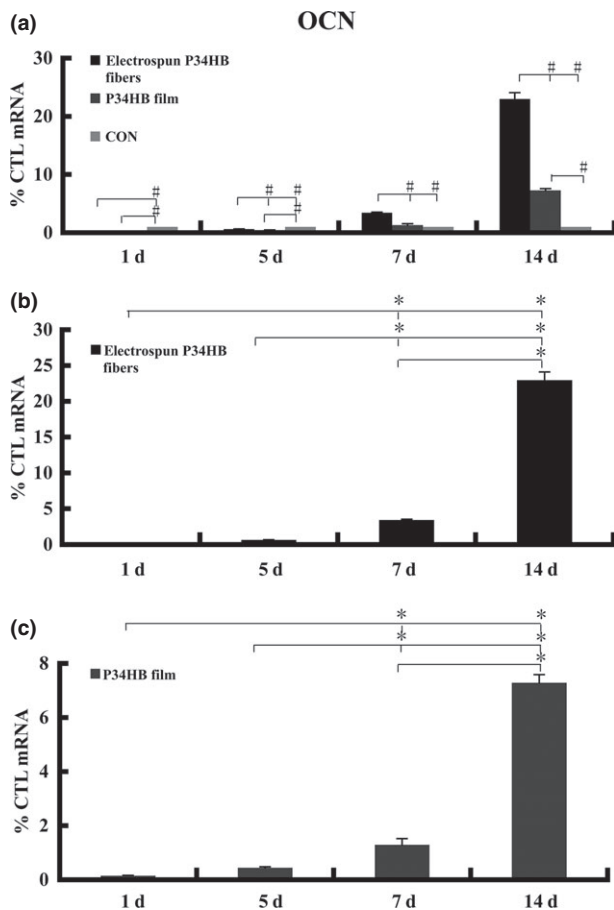 OCN
(a)
% CTL mRNA
30
20
10
0
Electrospun P34HB
fibers
P34HB film
CON
#
#
#
#
#
#
#
#
#
#
#
1 d 5 d 7 d 14 d
(b)
% CTL mRNA
30
25
20
15
10
5
0
Electrospun P34HB
fibers
* *
* *
*
1 d 5 d 7 d 14 d
(c)
% CTL mRNA
8
6
4
2
0
P34HB film
* *
* *
*
1 d 5 d 7 d 14 d